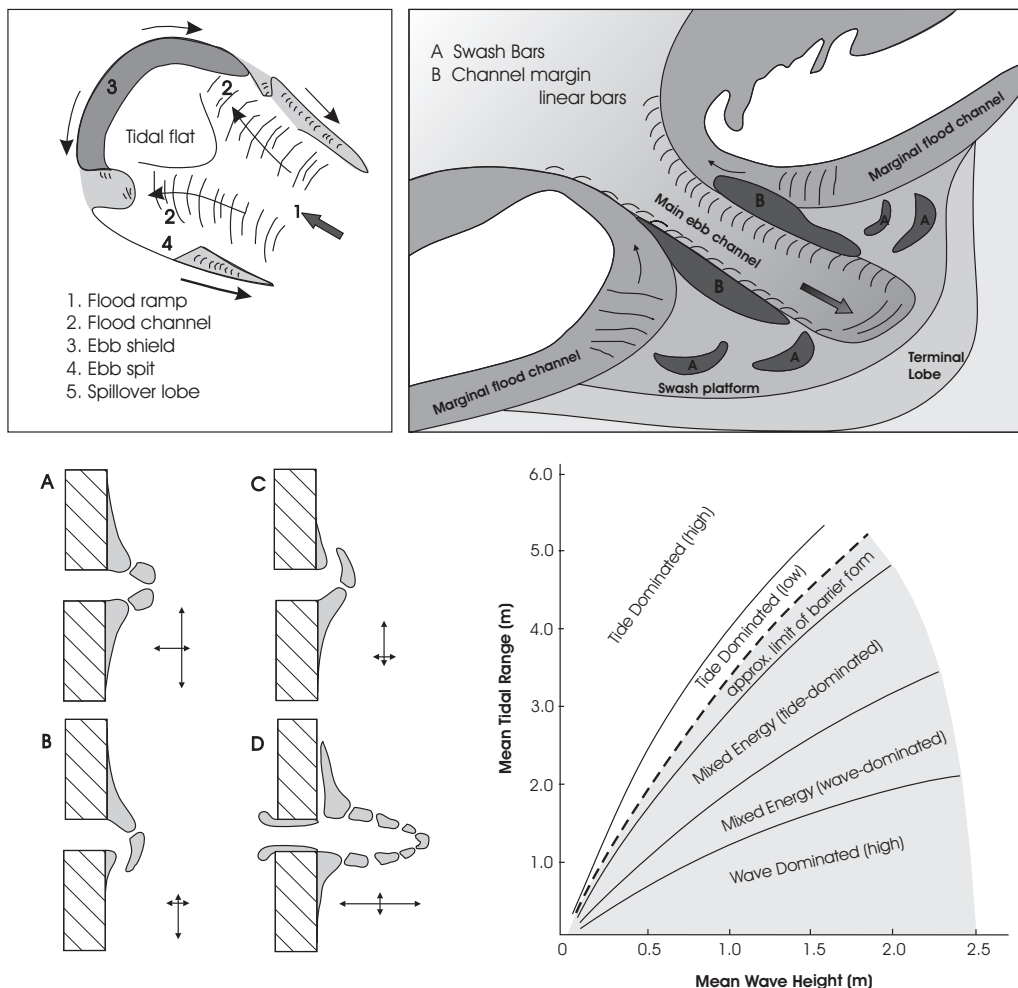 3
2
Tidal flat
2
4
1
1. Flood ramp
2. Flood channel
3. Ebb shield
4. Ebb spit
5. Spillover lobe
A Swash Bars
B Channel margin
linear bars
Marginal flood channel
B
A
A
Main ebb channel
B
A
A
Swash platform
Terminal
Lobe
Marginal flood channel
A
C
B
D
6.0
5.0
4.0
3.0
2.0
1.0
Mean Tidal Range (m)
Tide Dominated (high)
Tide Dominated (low)
approx. limit of barrier form
Mixed Energy (tide-dominated)
Mixed Energy (wave-dominated)
Wave Dominated (high)
0
0.5
1.0
1.5
2.0
2.5
Mean Wave Height (m)